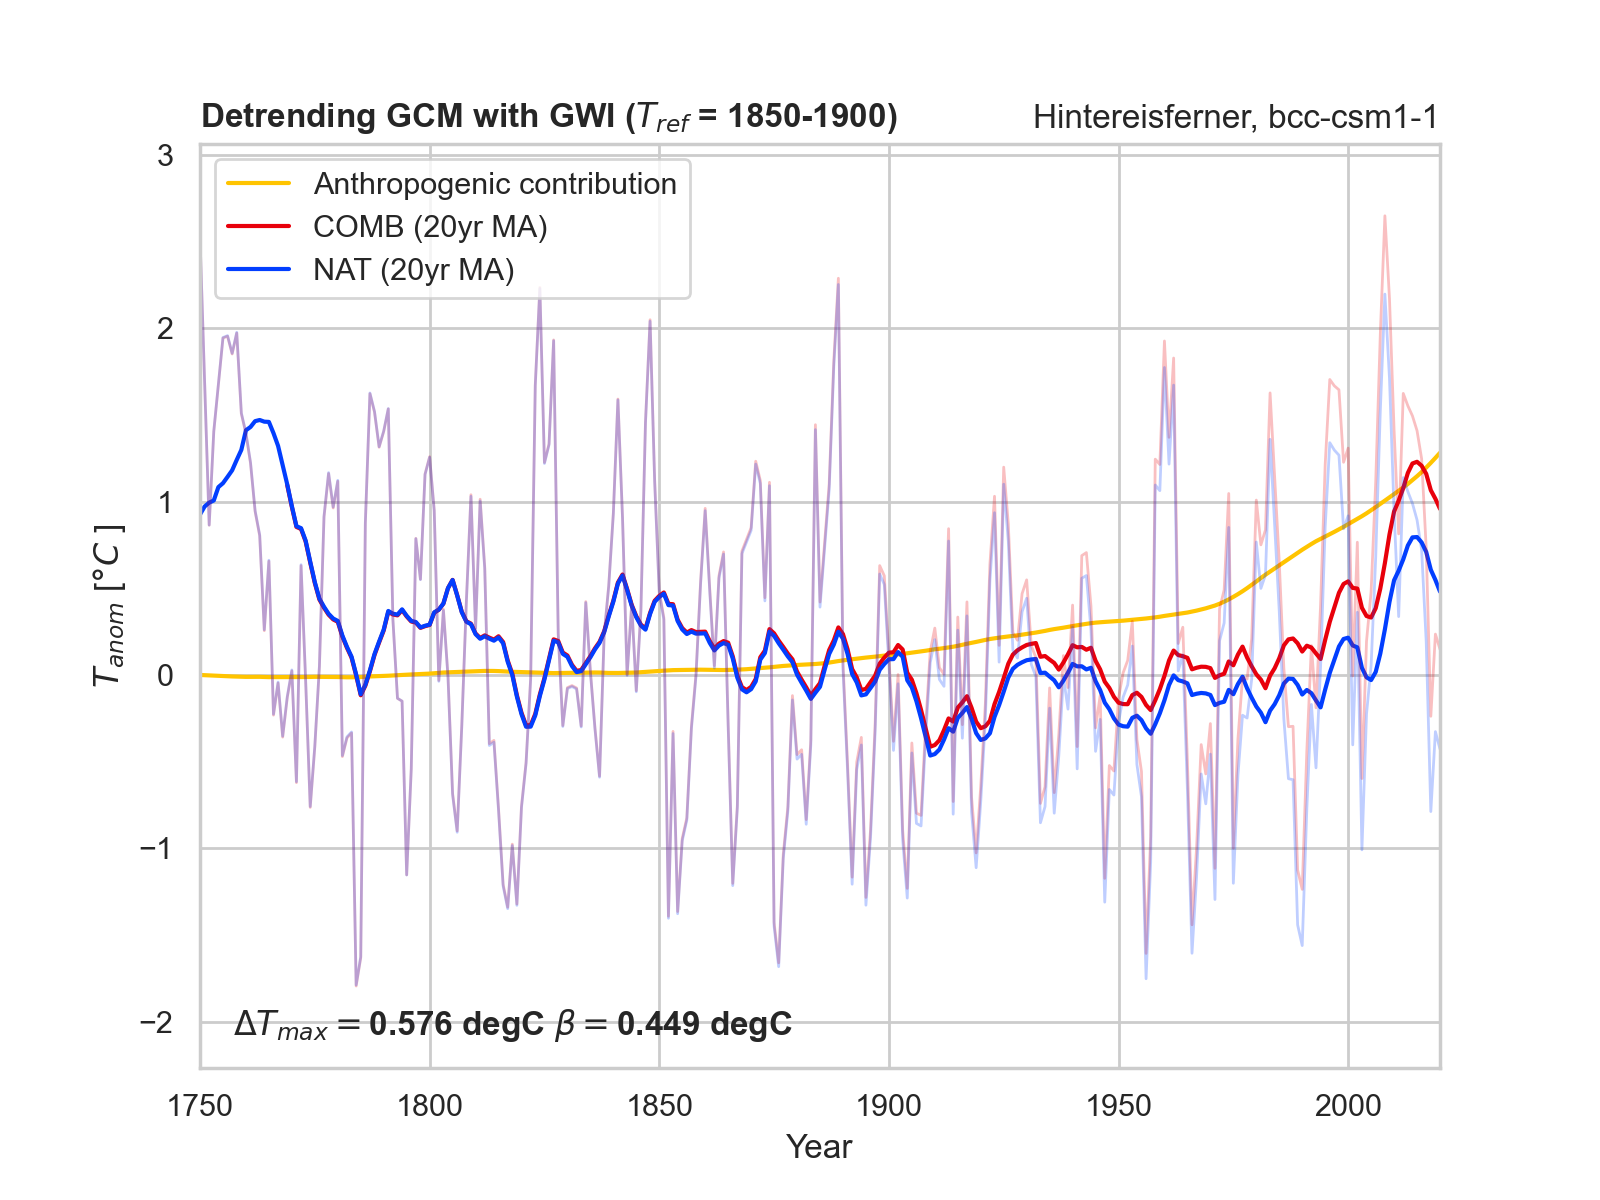 Detrending GCM with GWI (T_ref = 1850-1900)
Hintereisferner, bcc-csm1-1
Anthropogenic contribution
COMB (20yr MA)
NAT (20yr MA)
3
2
1
0
−1
−2
T_anom [°C ]
ΔT_max = 0.576 degC β = 0.449 degC
1750 1800 1850 1900 1950 2000
Year